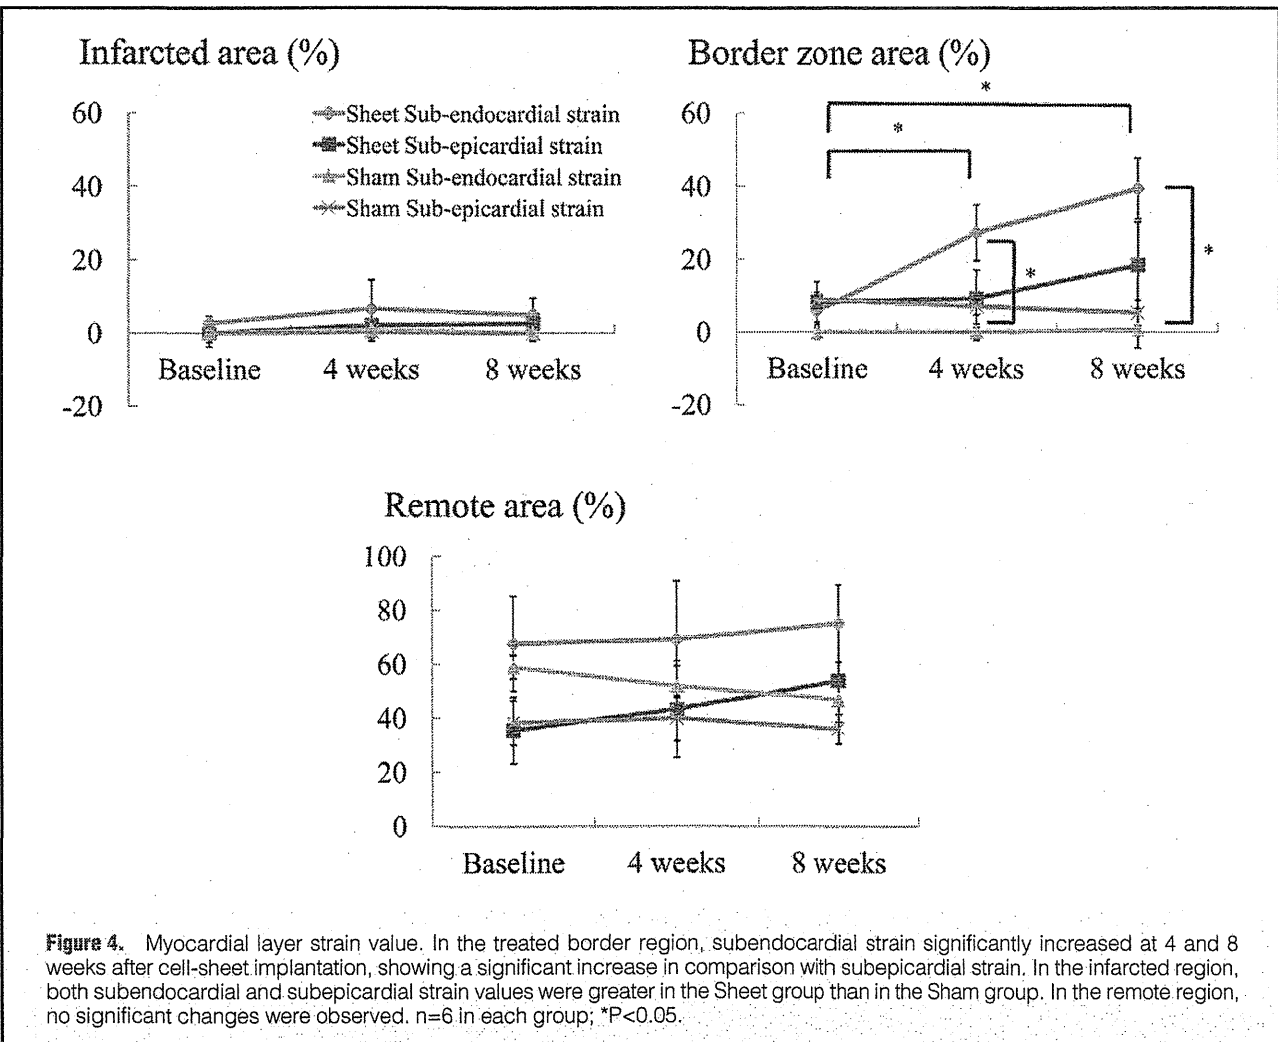 Infarcted area (%)
60
40
20
0
-20
Sheet Sub-endocardial strain
Sheet Sub-epicardial strain
Sham Sub-endocardial strain
Sham Sub-epicardial strain
Baseline 4 weeks 8 weeks
Border zone area (%)
60
40
20
0
-20
*
*
*
*
Baseline 4 weeks 8 weeks
Remote area (%)
100
80
60
40
20
0
Baseline 4 weeks 8 weeks
Figure 4. Myocardial layer strain value. In the treated border region, subendocardial strain significantly increased at 4 and 8
weeks after cell-sheet implantation, showing a significant increase in comparison with subepicardial strain. In the infarcted region,
both subendocardial and subepicardial strain values were greater in the Sheet group than in the Sham group. In the remote region,
no significant changes were observed. n=6 in each group; *P<0.05.